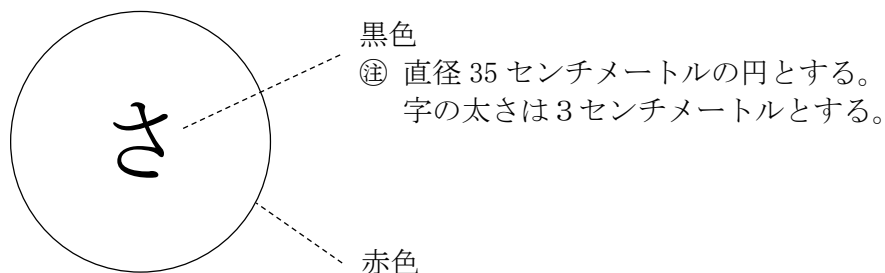 黒色
㊟ 直径 35 センチメートルの円とする。
字の太さは３センチメートルとする。
さ
赤色